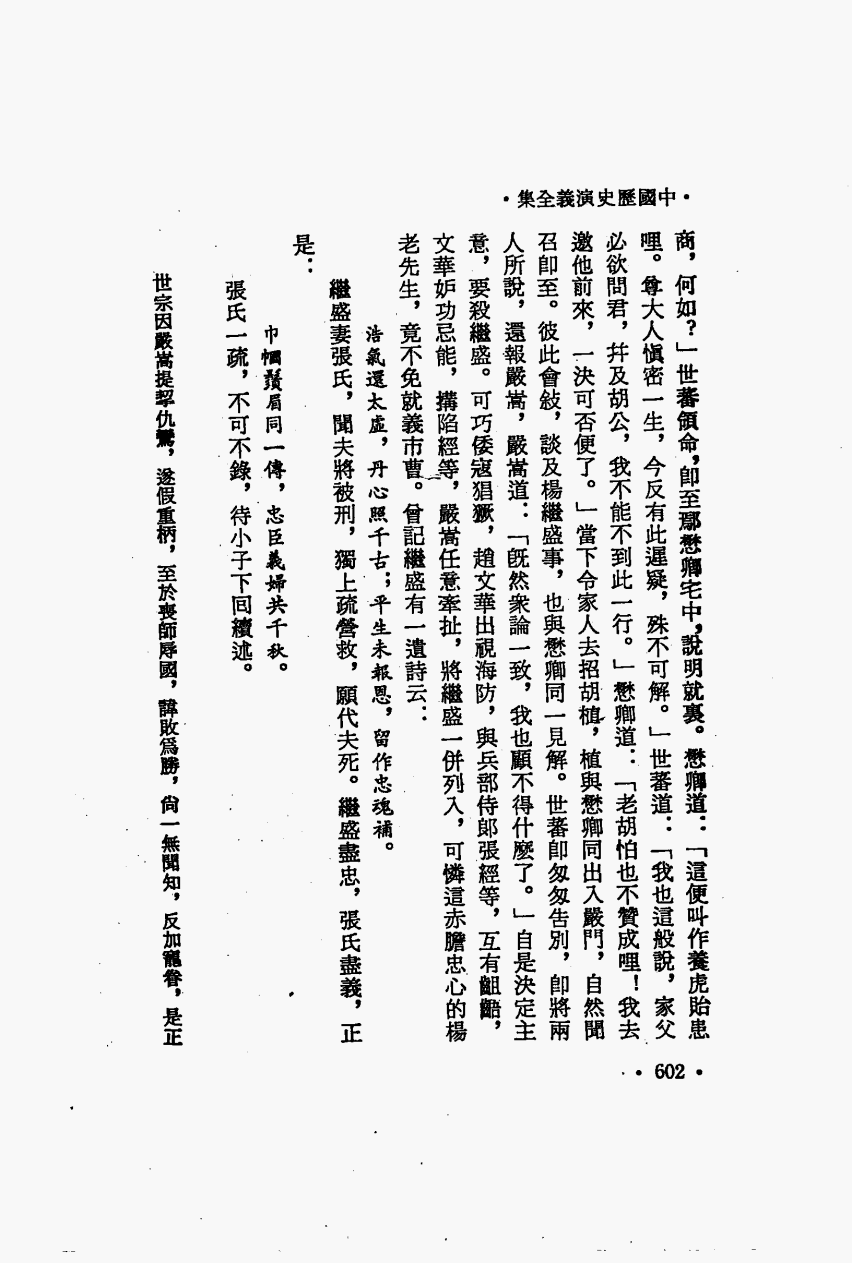 •中國歷史演義全集•
商，何如？」世蕃領命，卽至鄢懋卿宅中，說明就裏。懋卿道：「這便叫作養虎貽患
哩。尊大人愼密一生，今反有此遲疑，殊不可解。」世蕃道：「我也這般說，家父
必欲問君，幷及胡公，我不能不到此一行。」懋卿道：「老胡怕也不贊成哩！我去
邀他前來，一決可否便了。」當下令家人去招胡植，植與懋卿同出入嚴門，自然聞
召卽至。彼此會敍，談及楊繼盛事，也與懋卿同一見解。世蕃卽匆匆告別，卽將兩
人所說，還報嚴嵩，嚴嵩道：「旣然衆論一致，我也顧不得什麼了。」自是決定主
意，要殺繼盛。可巧倭寇猖獗，趙文華出視海防，與兵部侍郎張經等，互有齟齬，
文華妒功忌能，搆陷經等，嚴嵩任意牽扯，將繼盛一併列入，可憐這赤膽忠心的楊
老先生，竟不免就義市曹。曾記繼盛有一遺詩云：
浩氣還太虛，丹心照千古；平生未報恩，留作忠魂補。
繼盛妻張氏，聞夫將被刑，獨上疏營救，願代夫死。繼盛盡忠，張氏盡義，正
是：
巾幗鬚眉同一傳，忠臣義婦共千秋。
張氏一疏，不可不錄，待小子下回續述。
世宗因嚴嵩提挈仇鸞，遂假重柄，至於喪師辱國，諱敗爲勝，尙一無聞知，反加寵眷，是正
•602•